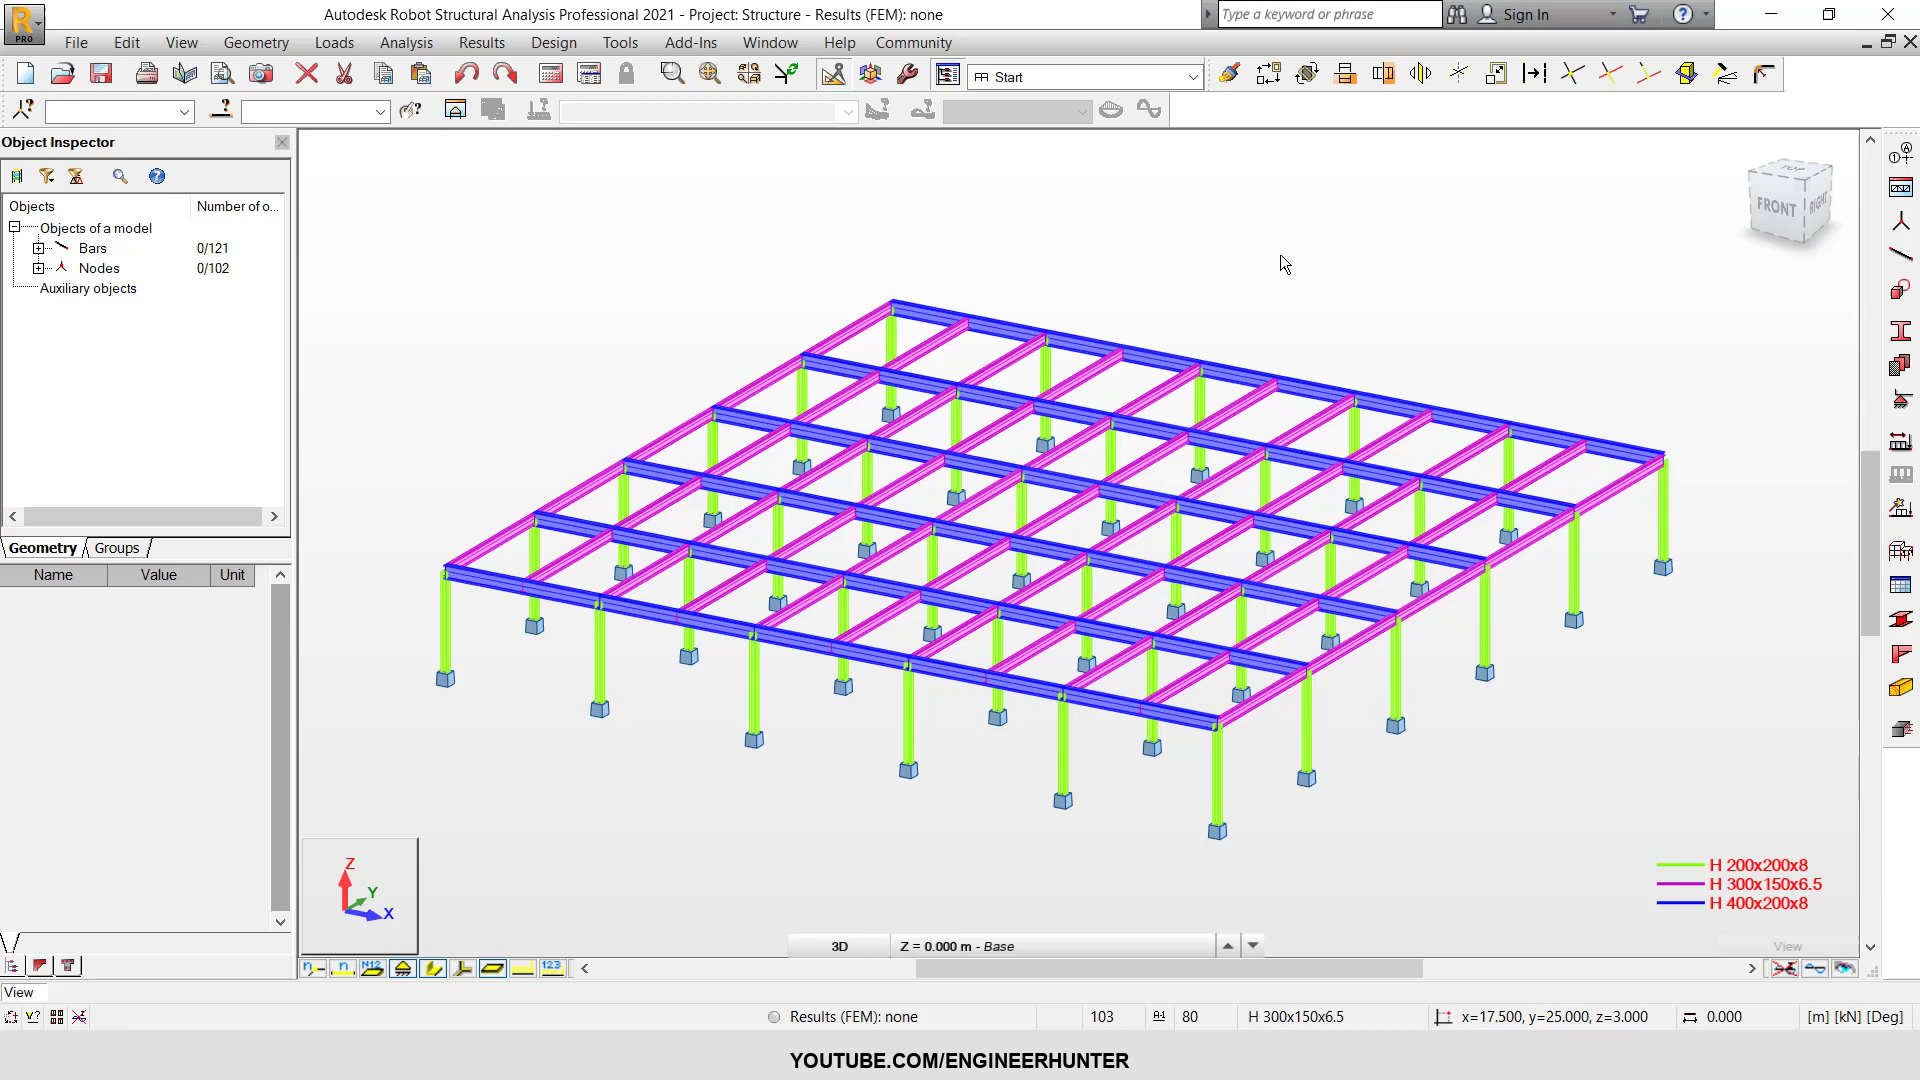 Autodesk Robot Structural Analysis Professional 2021 - Project: Structure - Results (FEM): none
Type a keyword or phrase
Sign In
PRO
File Edit View Geometry Loads Analysis Results Design Tools Add-Ins Window Help Community
Start
Object Inspector
Objects Number of o...
Objects of a model
Bars 0/121
Nodes 0/102
Auxiliary objects
Geometry Groups
Name Value Unit
TOP
FRONT RIGHT
Z
Y
X
H 200x200x8
H 300x150x6.5
H 400x200x8
3D Z = 0.000 m - Base
View
View
Results (FEM): none 103 80 H 300x150x6.5 x=17.500, y=25.000, z=3.000 0.000 [m] [kN] [Deg]
YOUTUBE.COM/ENGINEERHUNTER